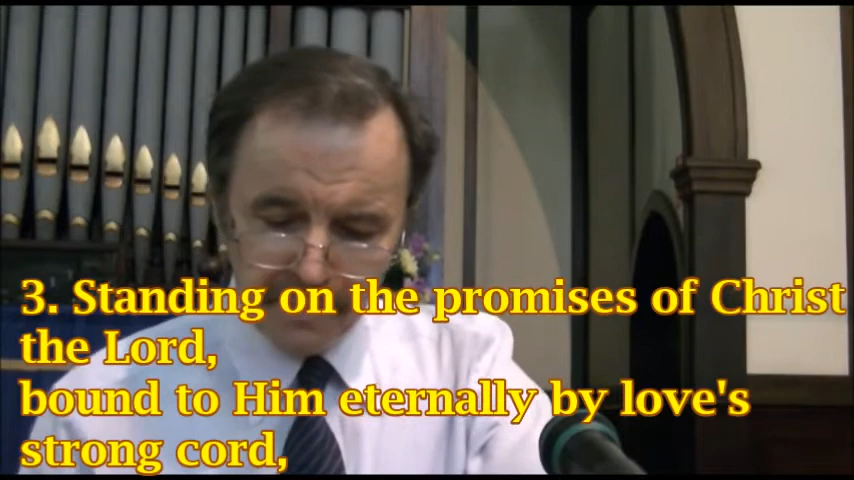 3. Standing on the promises of Christ
the Lord,
bound to Him eternally by love's
strong cord,